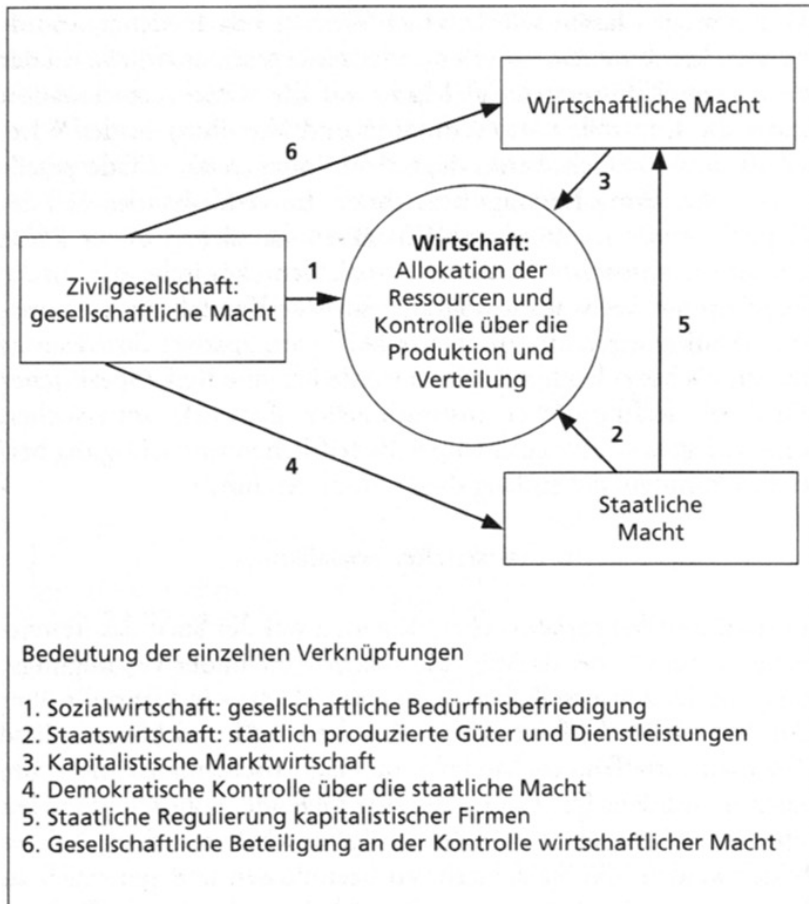 Wirtschaftliche Macht
6
3
Wirtschaft:
Allokation der
Ressourcen und
Kontrolle über die
Produktion und
Verteilung
Zivilgesellschaft:
gesellschaftliche Macht
1
5
2
4
Staatliche
Macht
Bedeutung der einzelnen Verknüpfungen
1. Sozialwirtschaft: gesellschaftliche Bedürfnisbefriedigung
2. Staatswirtschaft: staatlich produzierte Güter und Dienstleistungen
3. Kapitalistische Marktwirtschaft
4. Demokratische Kontrolle über die staatliche Macht
5. Staatliche Regulierung kapitalistischer Firmen
6. Gesellschaftliche Beteiligung an der Kontrolle wirtschaftlicher Macht